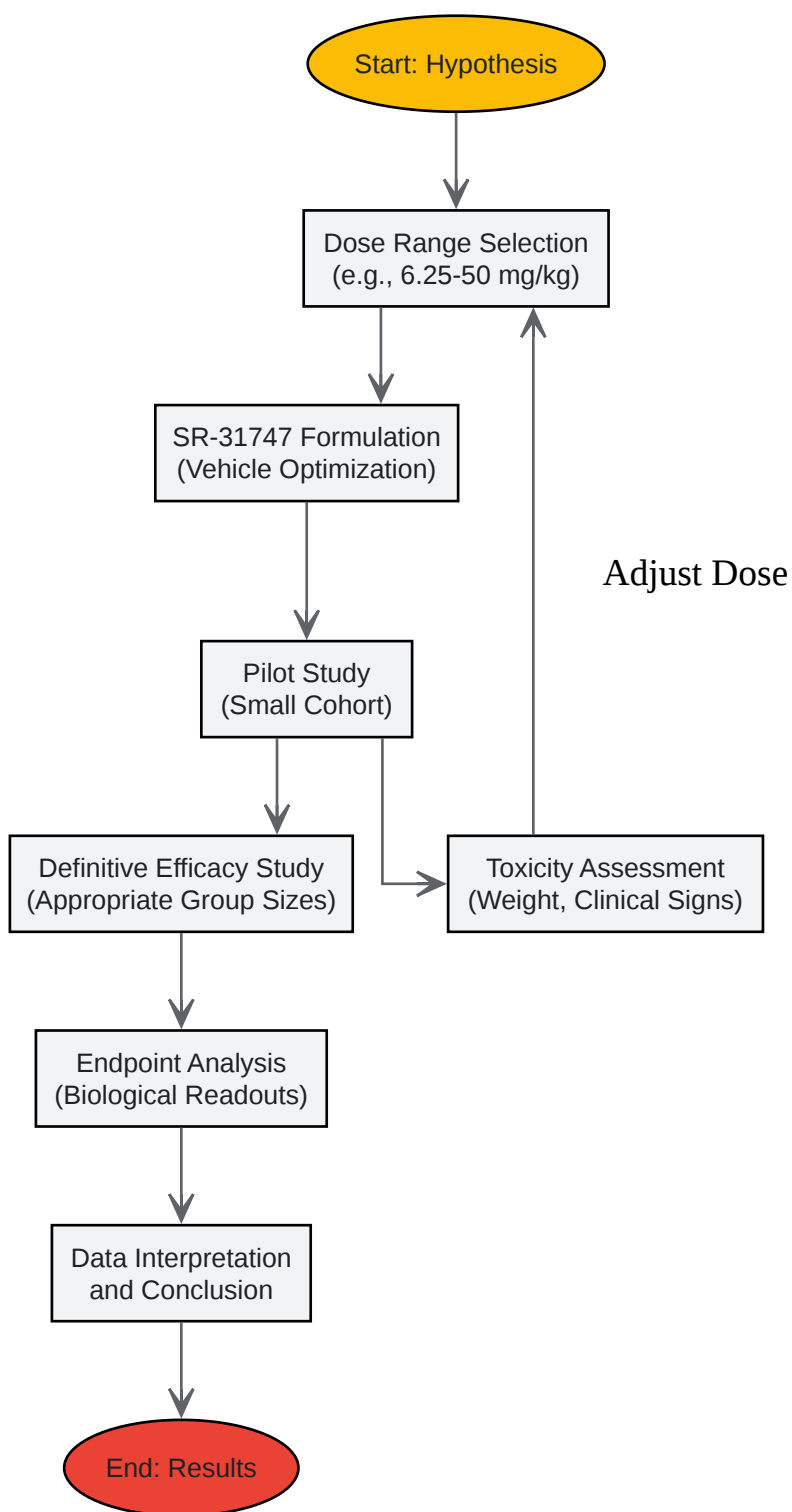 Start: Hypothesis
Dose Range Selection
(e.g., 6.25-50 mg/kg)
SR-31747 Formulation
(Vehicle Optimization)
Adjust Dose
Pilot Study
(Small Cohort)
Definitive Efficacy Study
(Appropriate Group Sizes)
Toxicity Assessment
(Weight, Clinical Signs)
Endpoint Analysis
(Biological Readouts)
Data Interpretation
and Conclusion
End: Results